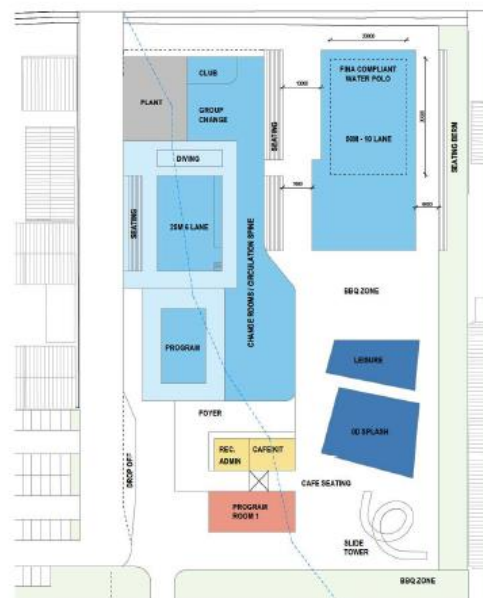 CLUB
PLANT
GROUP
CHANGE
FINA COMPLIANT
WATER POLO
50M - 10 LANE
SEATING
SEATING BERM
DIVING
SEATING
25M 6 LANE
CHANGE ROOMS / CIRCULATION SPINE
BBQ ZONE
PROGRAM
LEISURE
FOYER
REC.
ADMIN
CAFE/KIT
DROP OFF
CAFE SEATING
PROGRAM
ROOM 1
SLIDE
TOWER
BBQ ZONE